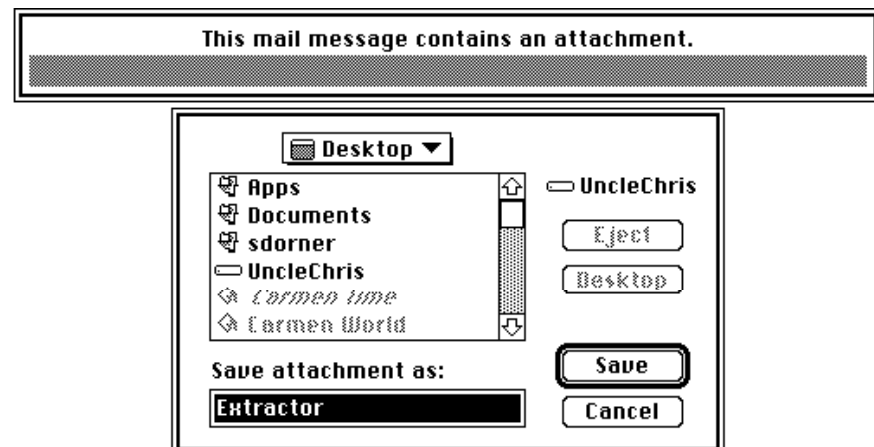 This mail message contains an attachment.
Desktop
Apps
UncleChris
Documents
sdorner
Eject
UncleChris
Desktop
Carmen time
Carmen World
Save attachment as:
Save
Extractor
Cancel